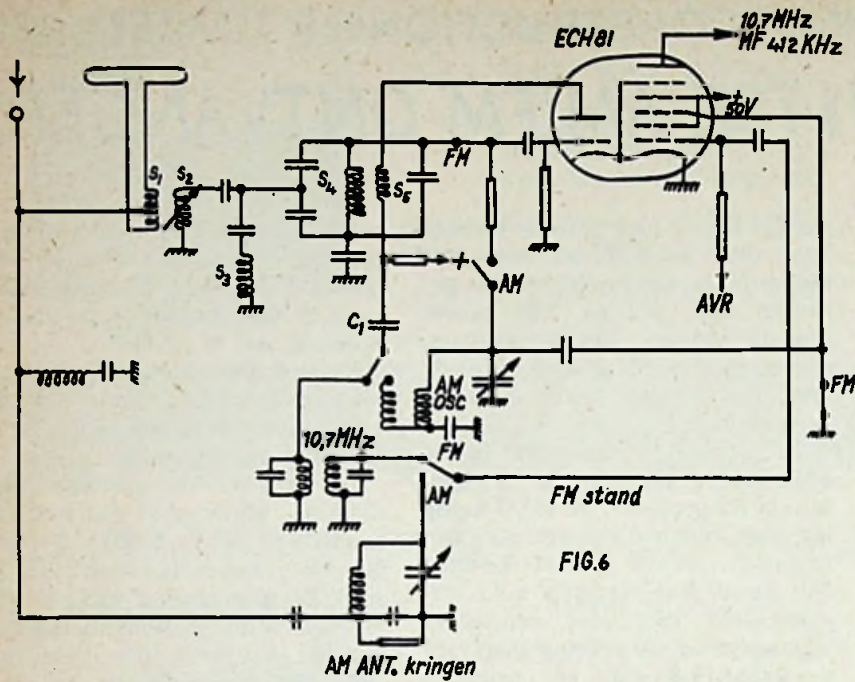 10,7MHz
MF 412 KHz
ECH81
+
50V
S1
S2
S3
S4
S5
FM
+
AM
AVR
C1
AM
OSC
FM
FM
10,7MHz
AM
FM stand
FIG.6
AM ANT. kringen